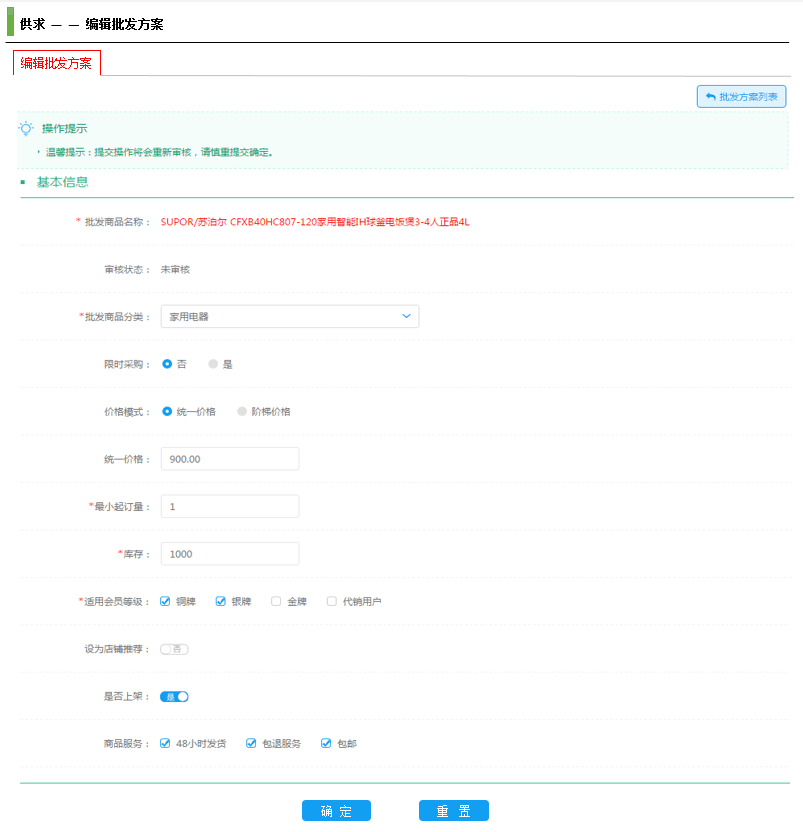 供求 — — 编辑批发方案
编辑批发方案
批发方案列表
操作提示
温馨提示：提交操作将会重新审核，请慎重提交确定。
基本信息
* 批发商品名称： SUPOR/苏泊尔 CFXB40HC807-120家用智能IH球釜电饭煲3-4人正品4L
审核状态： 未审核
*批发商品分类： 家用电器
限时采购： 否 是
价格模式： 统一价格 阶梯价格
统一价格： 900.00
*最小起订量： 1
*库存： 1000
*适用会员等级： 铜牌 银牌 金牌 代销用户
设为店铺推荐： 否
是否上架： 是
商品服务： 48小时发货 包退服务 包邮
确 定 重 置